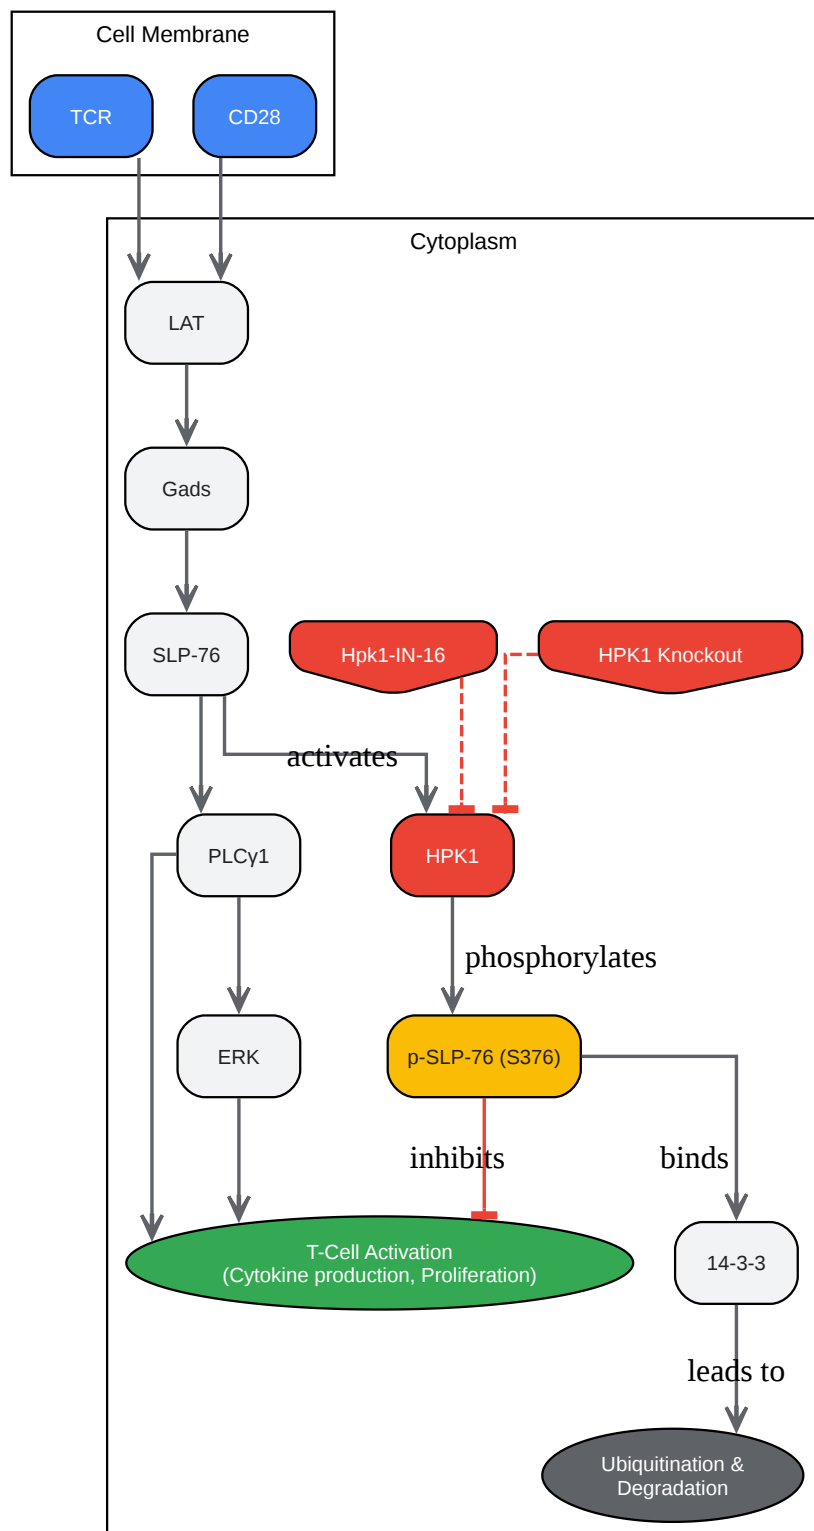 Cell Membrane
TCR
CD28
Cytoplasm
LAT
Gads
SLP-76
Hpk1-IN-16
HPK1 Knockout
activates
PLCγ1
HPK1
phosphorylates
ERK
p-SLP-76 (S376)
inhibits
binds
T-Cell Activation
(Cytokine production, Proliferation)
14-3-3
leads to
Ubiquitination &
Degradation